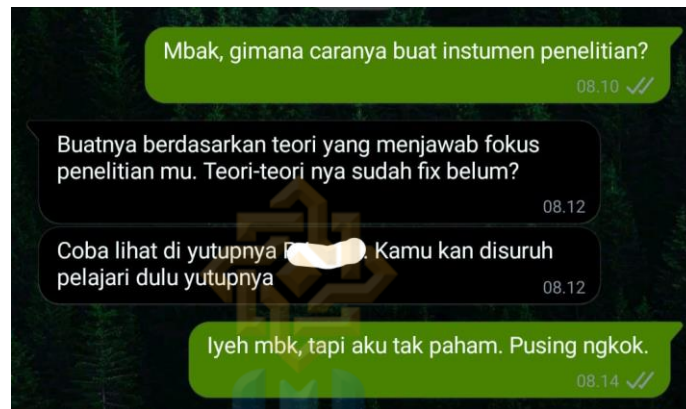 Mbak, gimana caranya buat instumen penelitian?
08.10
Buatnya berdasarkan teori yang menjawab fokus
penelitian mu. Teori-teori nya sudah fix belum?
08.12
Coba lihat di yutupnya . Kamu kan disuruh
pelajari dulu yutupnya
08.12
Iyeh mbk, tapi aku tak paham. Pusing ngkok.
08.14